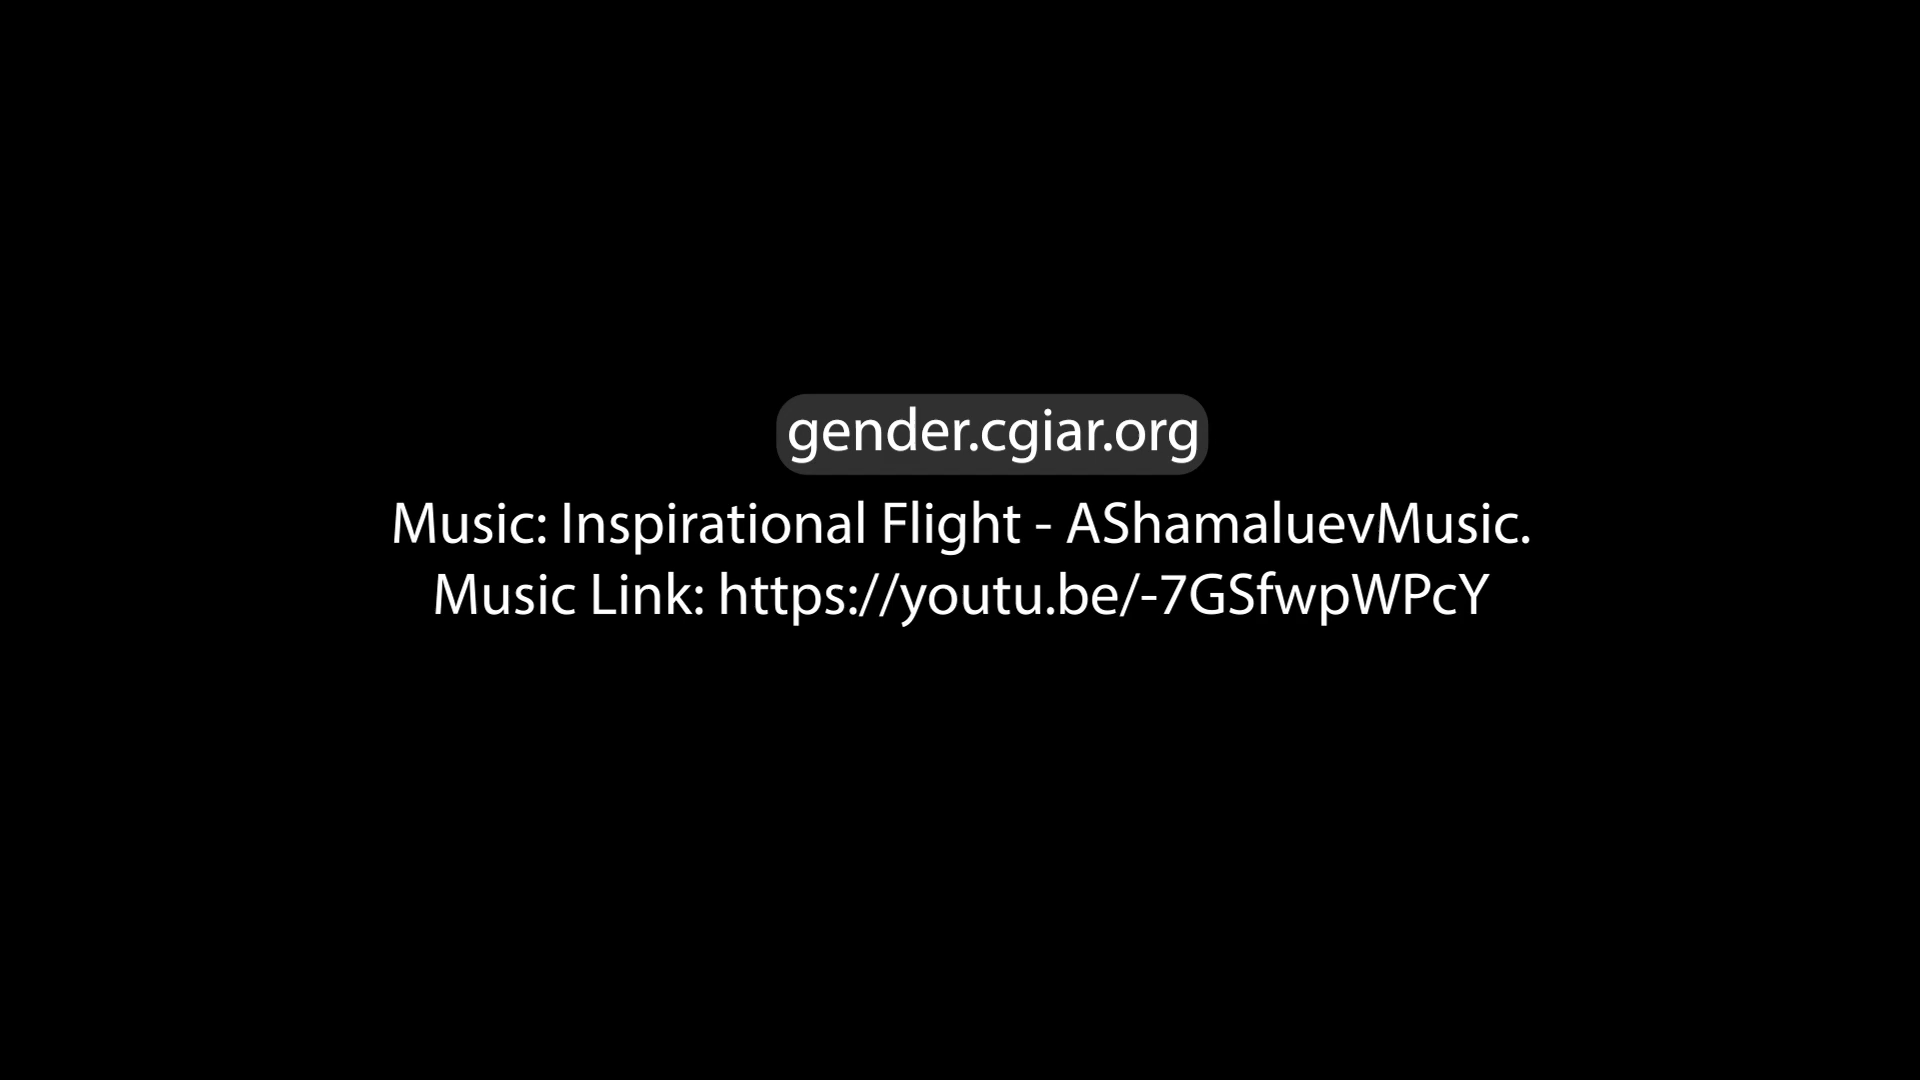 gender.cgiar.org
Music: Inspirational Flight - AShamaluevMusic.
Music Link: https://youtu.be/-7GSfwpWPcY